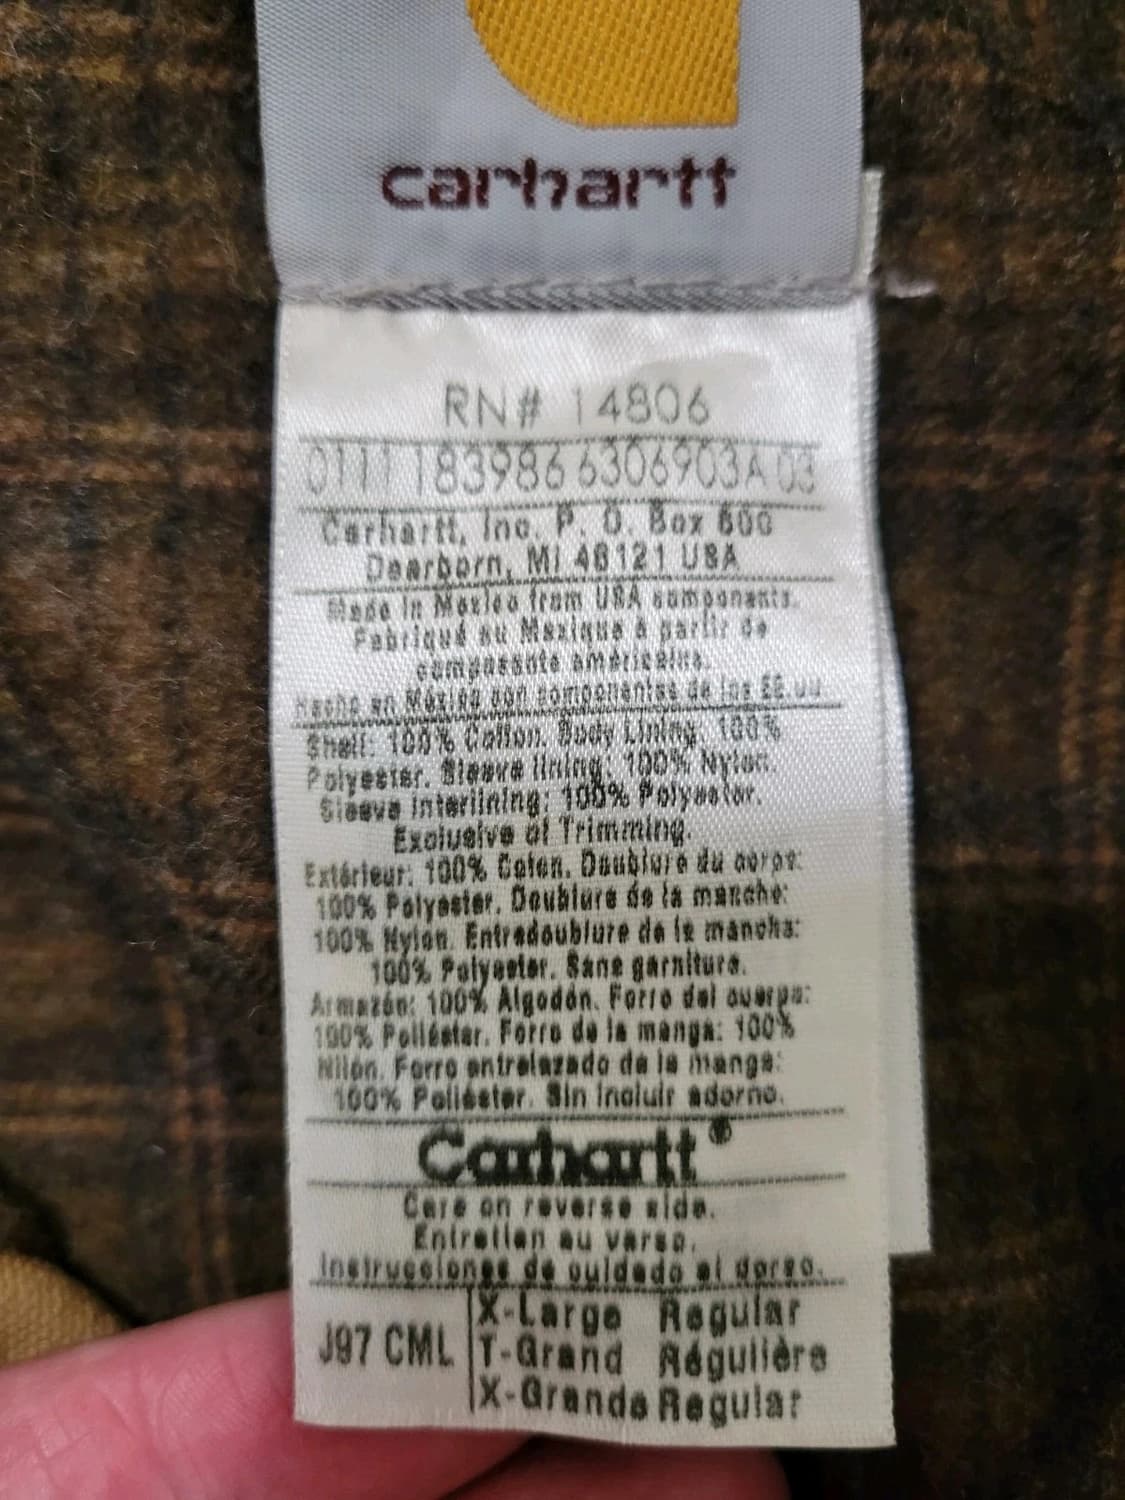 carhartt
RN# 14806
0111 183986 6306903A 03
Carhartt, Inc. P. O. Box 600
Dearborn, MI 48121 USA
Made in Mexico from USA components.
Fabriqué au Mexique à partir de
composants américains.
Hecho en México con componentes de los EE.UU
Shell: 100% Cotton. Body Lining: 100%
Polyester. Sleeve lining: 100% Nylon.
Sleeve Interlining: 100% Polyester.
Exclusive of Trimming.
Extérieur: 100% Coton. Doublure du corps:
100% Polyester. Doublure de la manche:
100% Nylon. Entredoublure de la mancha:
100% Polyester. Sans garniture.
Armazón: 100% Algodón. Forro del cuerpo:
100% Poliéster. Forro de la manga: 100%
Nilón. Forro entrelazado de la manga:
100% Poliéster. Sin incluir adorno.
Carhartt®
Care on reverse side.
Entretien au verso.
Instrucciones de cuidado al dorso.
J97 CML
X-Large Regular
T-Grand Régulière
X-Grande Regular